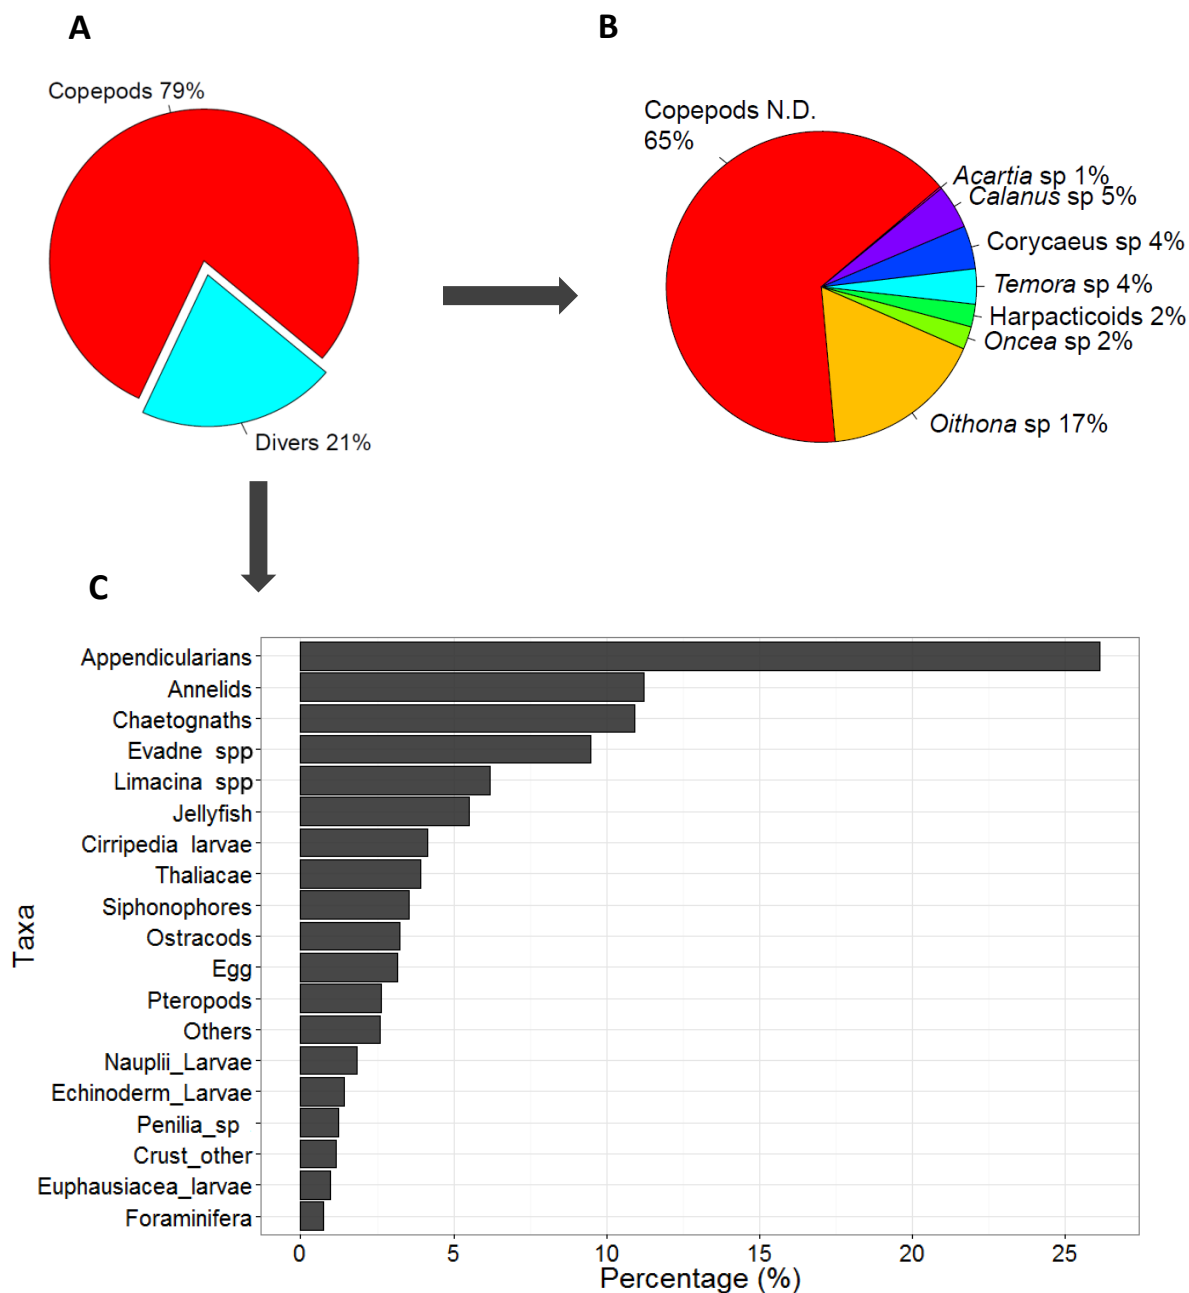 A
B
Copepods 79%
Divers 21%
Copepods N.D.
65%
Acartia sp 1%
Calanus sp 5%
Corycaeus sp 4%
Temora sp 4%
Harpacticoids 2%
Oncea sp 2%
Oithona sp 17%
C
Taxa
Appendicularians
Annelids
Chaetognaths
Evadne spp
Limacina spp
Jellyfish
Cirripedia larvae
Thaliacae
Siphonophores
Ostracods
Egg
Pteropods
Others
Nauplii_Larvae
Echinoderm_Larvae
Penilia_sp
Crust_other
Euphausiacea_larvae
Foraminifera
0 5 10 15 20 25
Percentage (%)